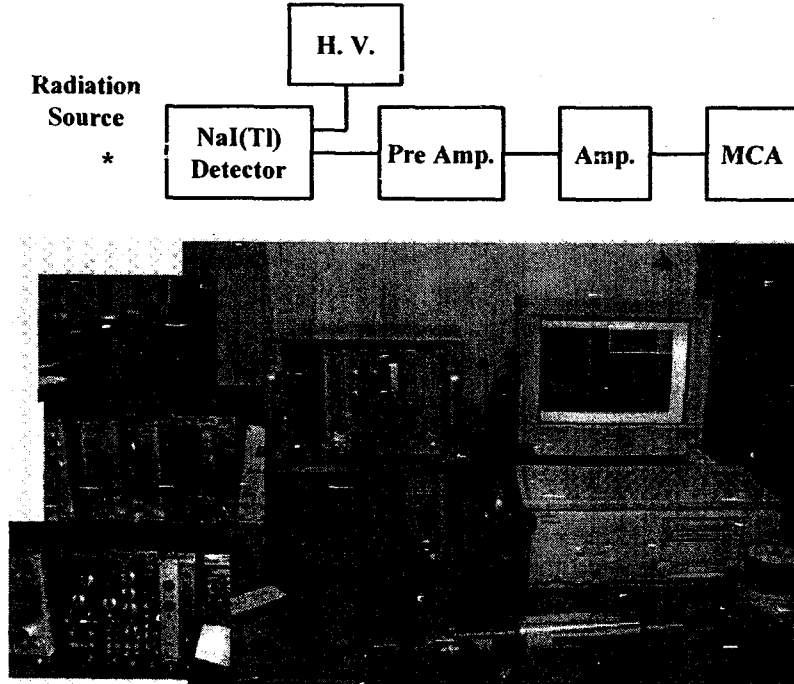 H. V.
Radiation
Source
*
NaI(Tl)
Detector
Pre Amp.
Amp.
MCA